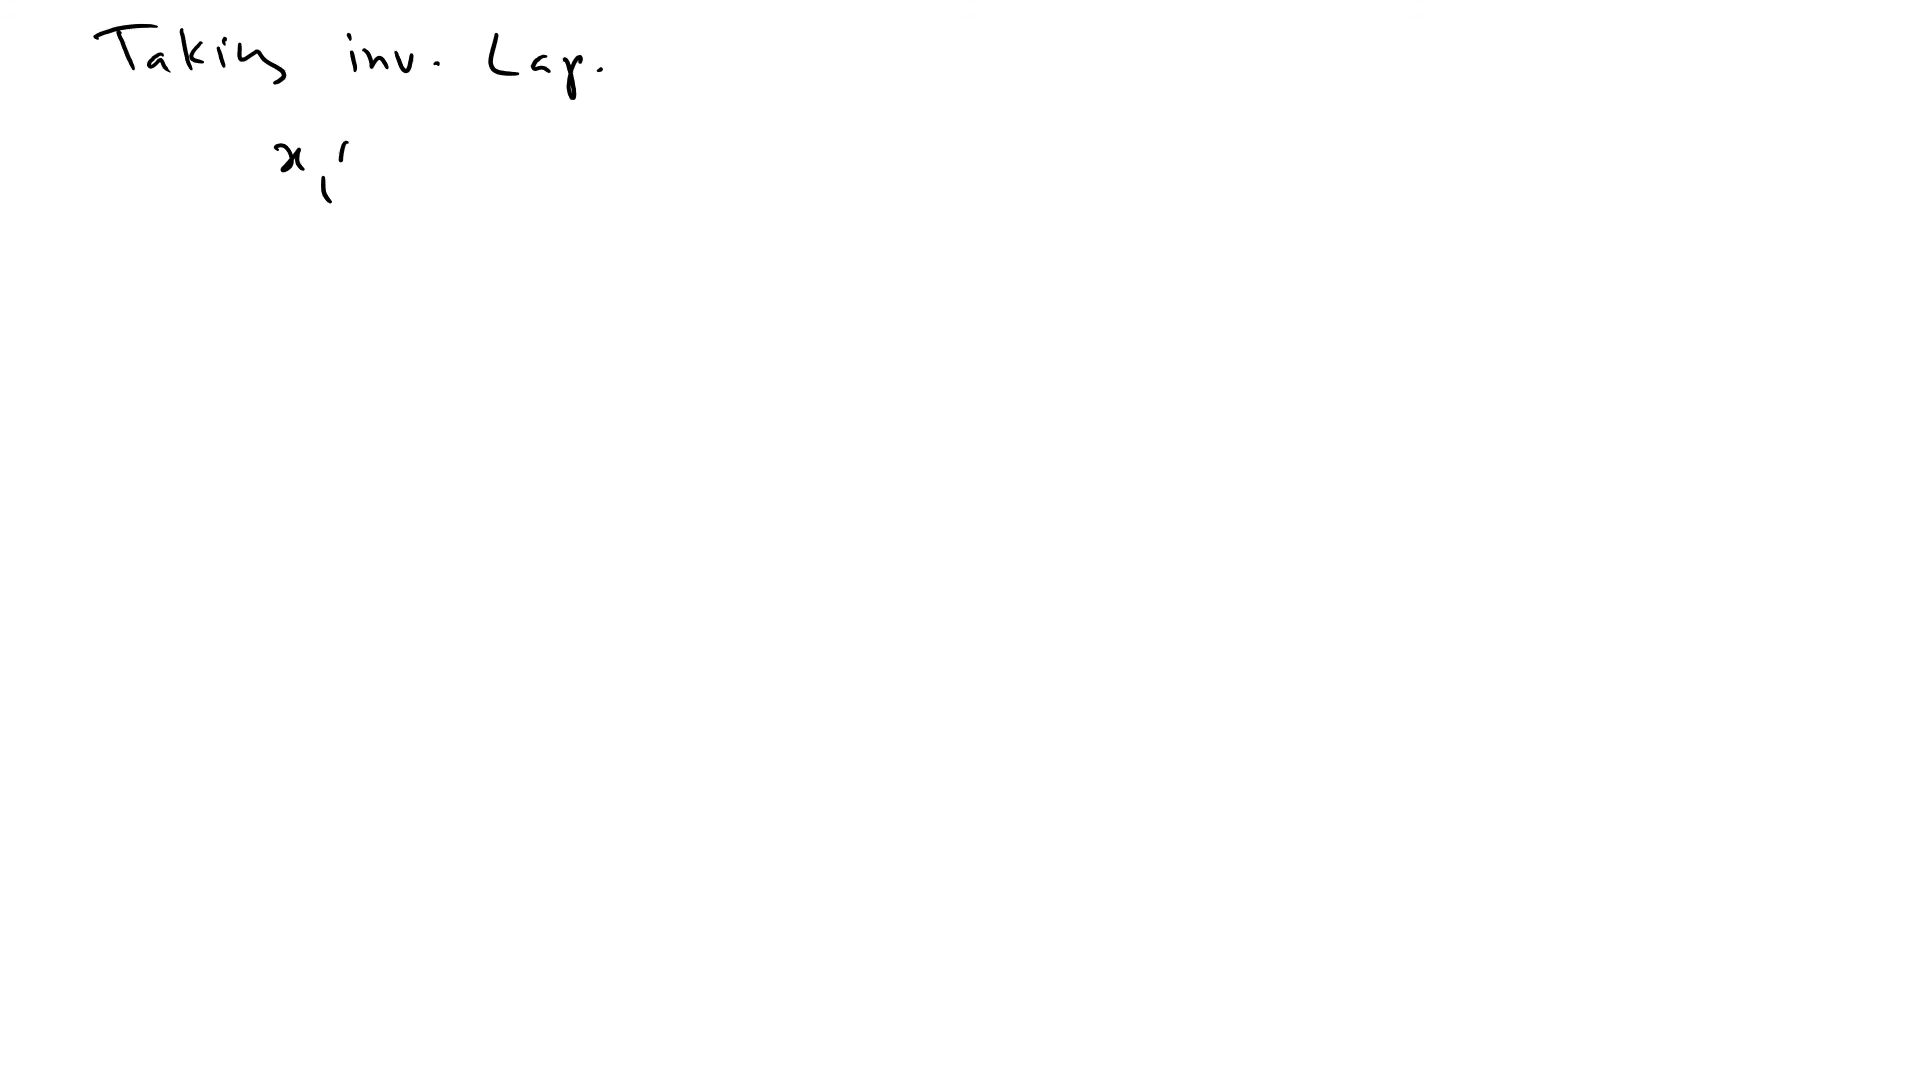 Taking inv. Lap.
x₁'